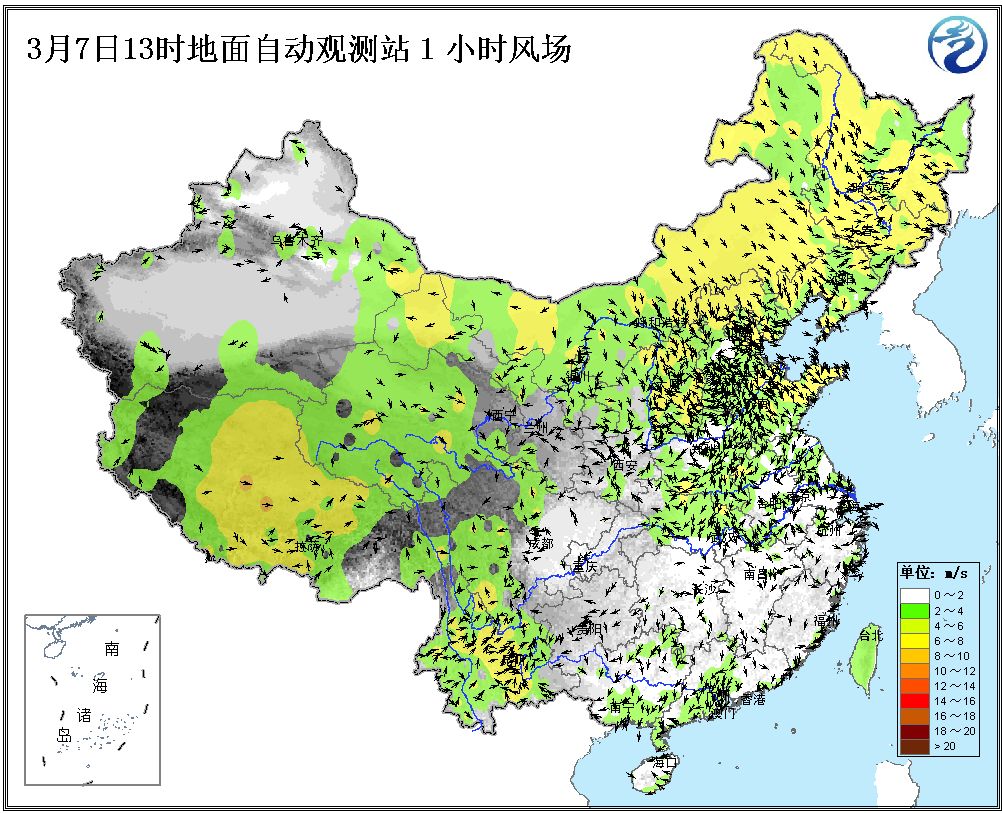 3月7日13时地面自动观测站1小时风场
哈尔滨
长春
乌鲁木齐
呼和浩特
银川
西宁
兰州
西安
合肥
南京
杭州
成都
重庆
武汉
拉萨
南昌
长沙
贵阳
福州
台北
昆明
南宁
香港
澳门
海口
南
海
诸
岛
单位: m/s
0～2
2～4
4～6
6～8
8～10
10～12
12～14
14～16
16～18
18～20
>20